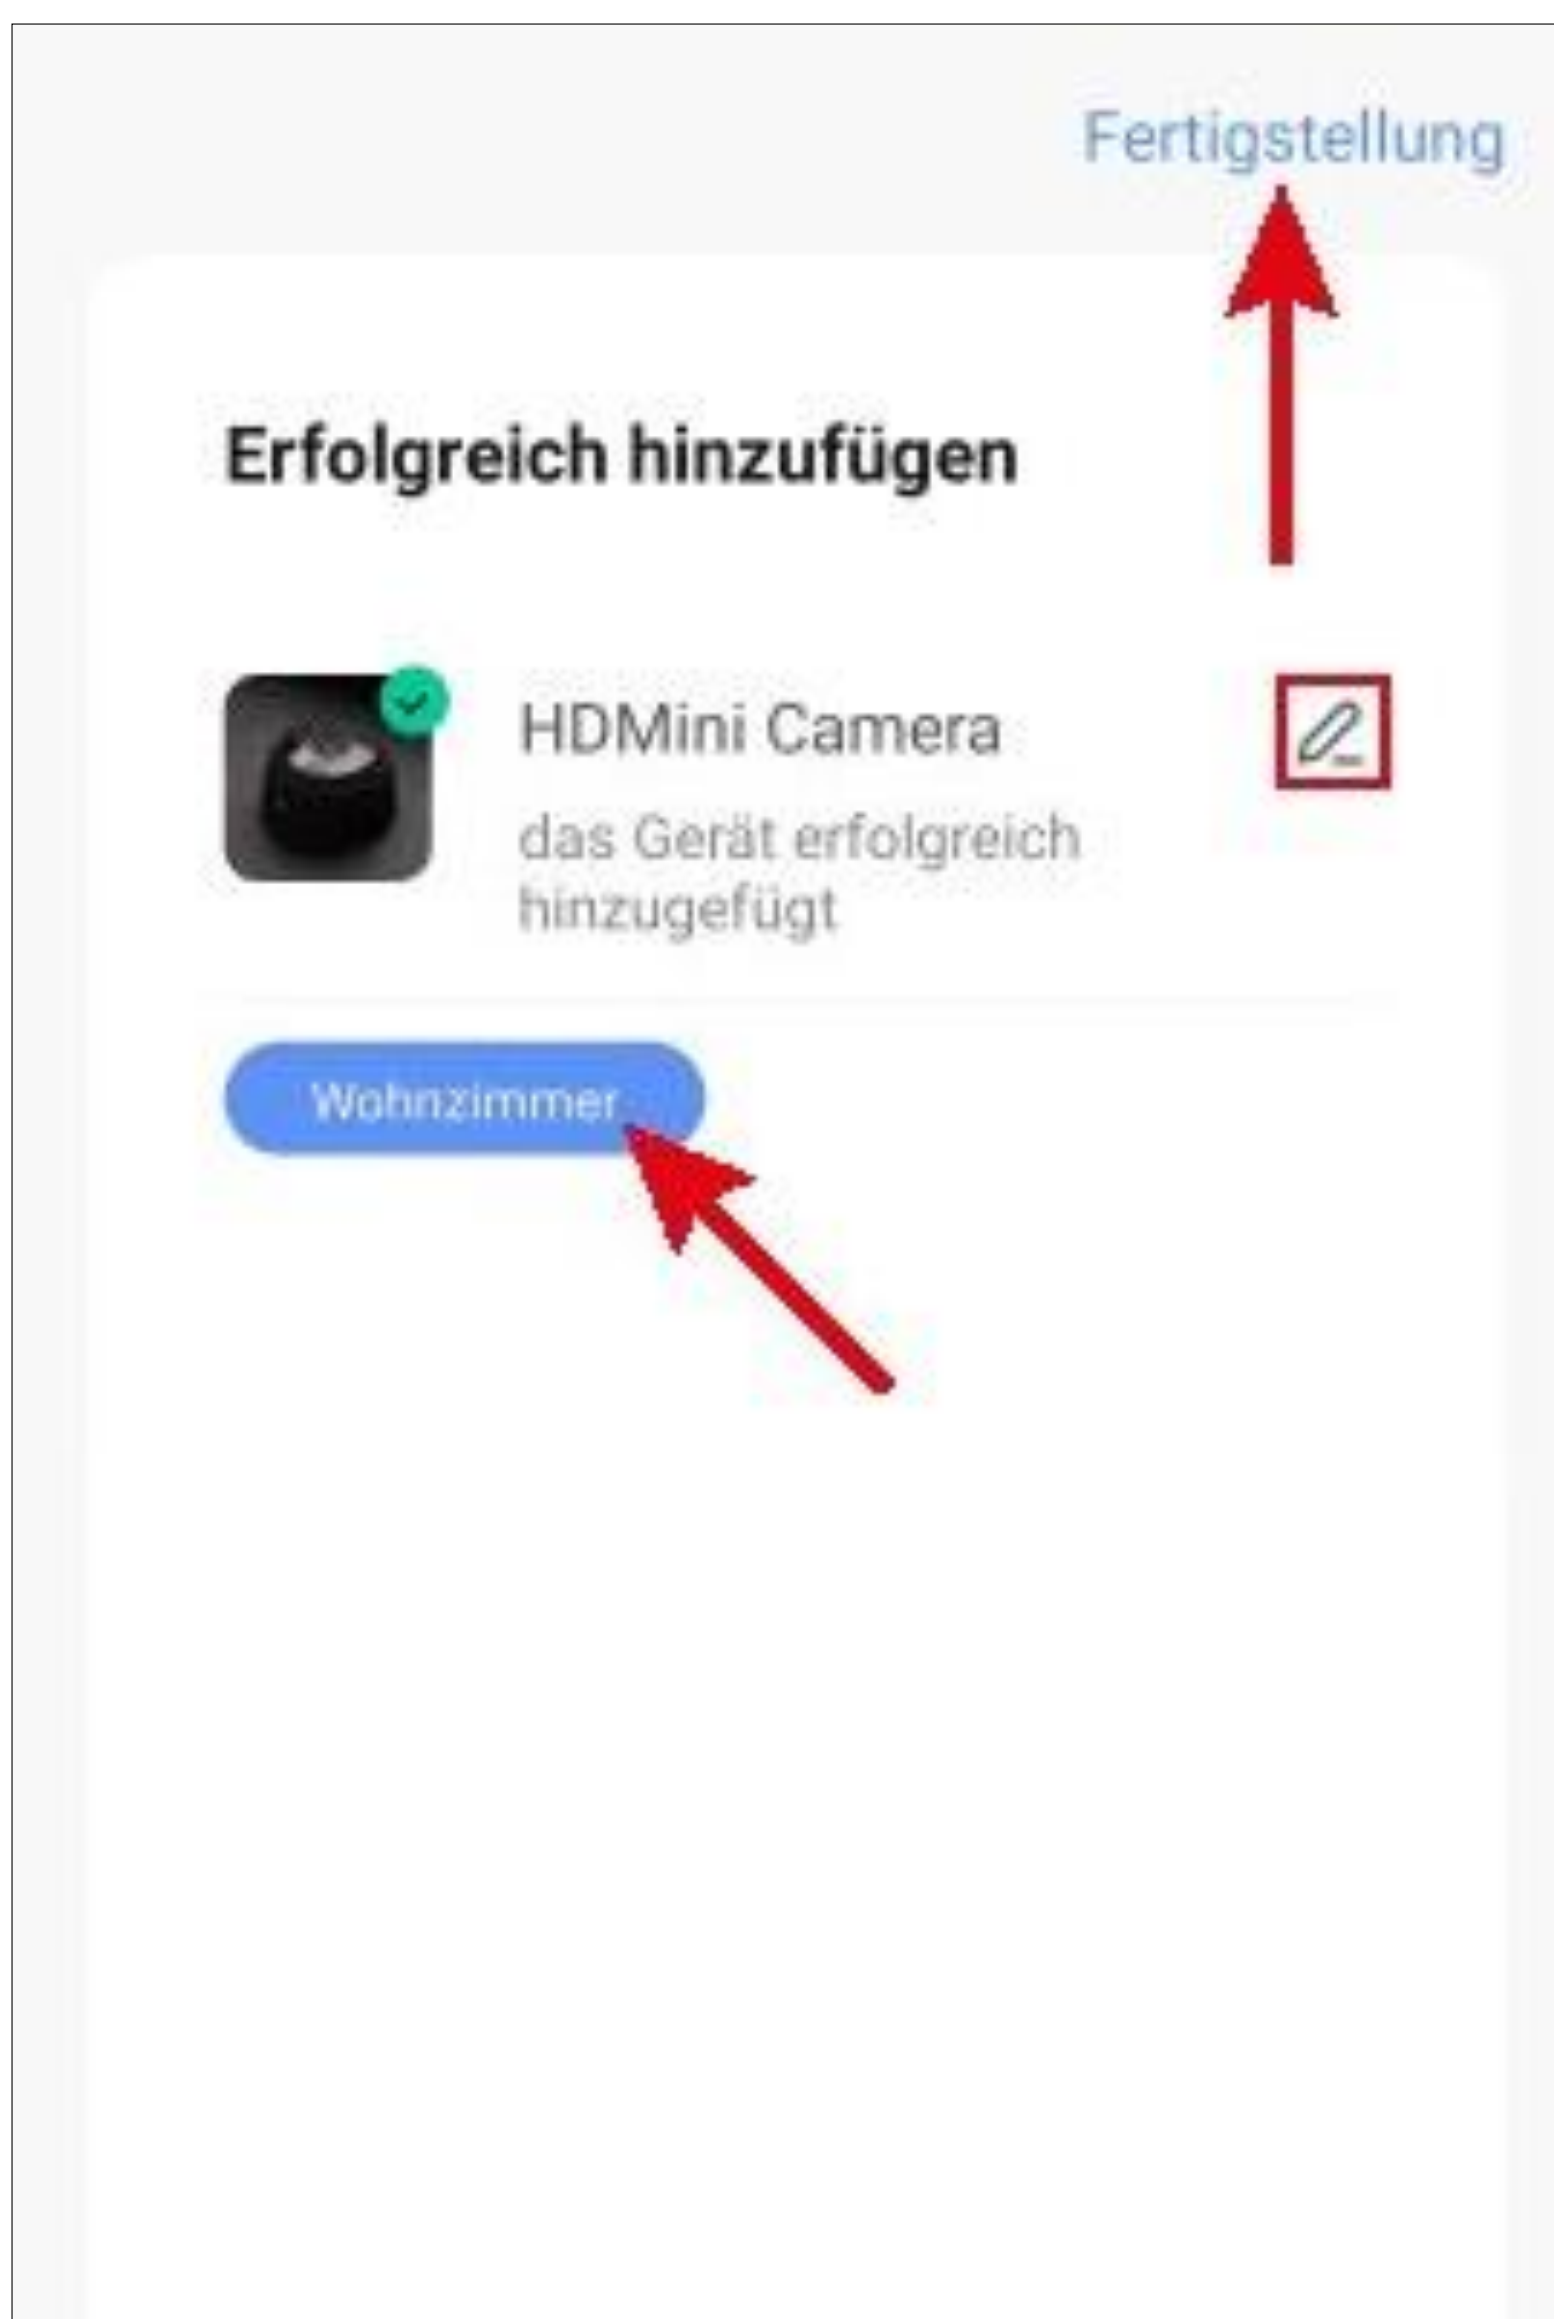 Fertigstellung
Erfolgreich hinzufügen
HDMini Camera
das Gerät erfolgreich
hinzugefügt
Wohnzimmer